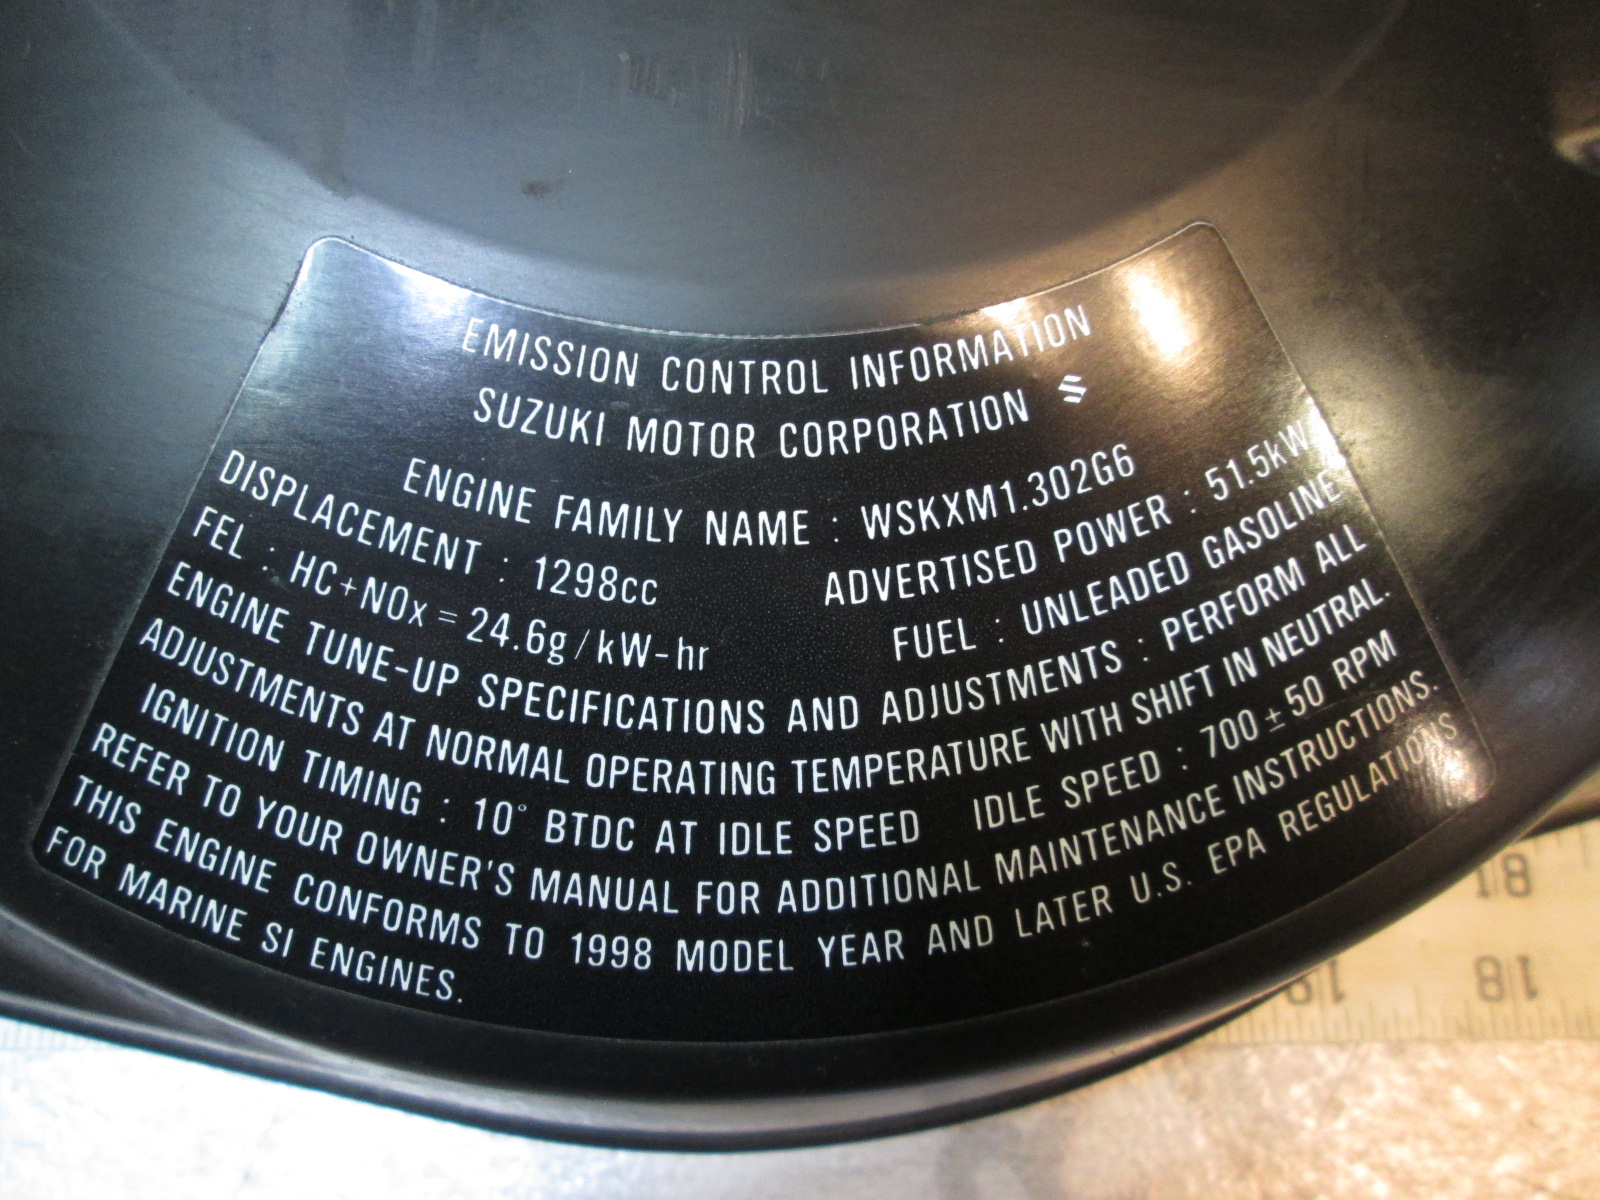 EMISSION CONTROL INFORMATION
SUZUKI MOTOR CORPORATION
ENGINE FAMILY NAME : WSKXM1.302G6
DISPLACEMENT : 1298cc ADVERTISED POWER : 51.5kW
FEL : HC+NOx = 24.6g/kW-hr FUEL : UNLEADED GASOLINE
ENGINE TUNE-UP SPECIFICATIONS AND ADJUSTMENTS : PERFORM ALL
ADJUSTMENTS AT NORMAL OPERATING TEMPERATURE WITH SHIFT IN NEUTRAL.
IGNITION TIMING : 10° BTDC AT IDLE SPEED IDLE SPEED : 700 ± 50 RPM
REFER TO YOUR OWNER'S MANUAL FOR ADDITIONAL MAINTENANCE INSTRUCTIONS.
THIS ENGINE CONFORMS TO 1998 MODEL YEAR AND LATER U.S. EPA REGULATIONS
FOR MARINE SI ENGINES.
18
18